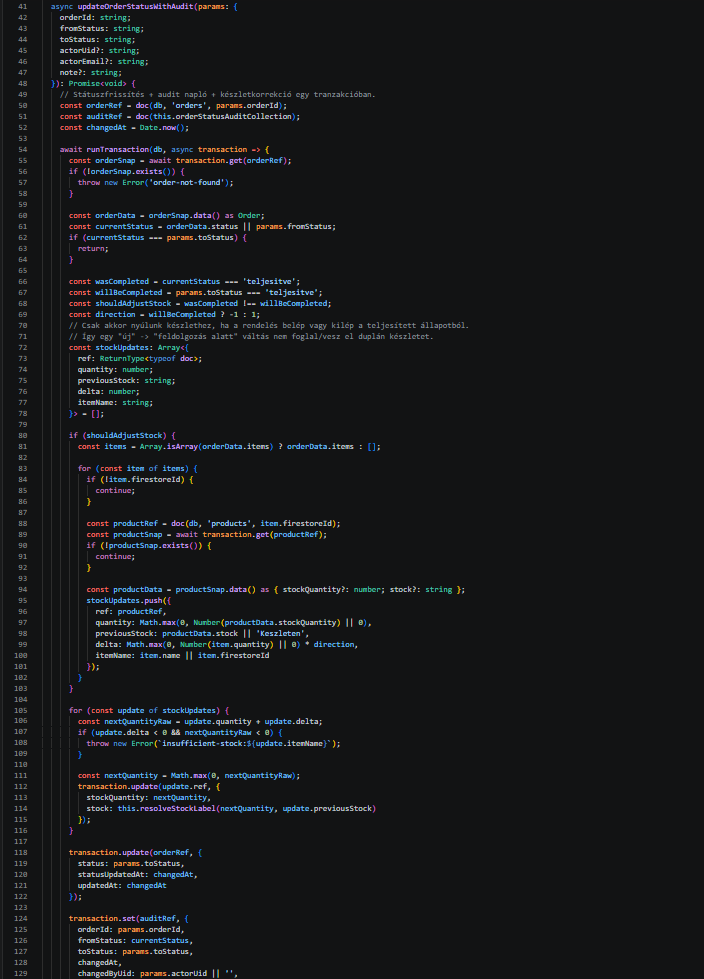 41 async updateOrderStatusWithAudit(params: {
42 orderId: string;
43 fromStatus: string;
44 toStatus: string;
45 actorUid?: string;
46 actorEmail?: string;
47 note?: string;
48 }): Promise<void> {
49 // Státuszfrissítés + audit napló + készletkorrekció egy tranzakcióban.
50 const orderRef = doc(db, 'orders', params.orderId);
51 const auditRef = doc(this.orderStatusAuditCollection);
52 const changedAt = Date.now();
53
54 await runTransaction(db, async transaction => {
55 const orderSnap = await transaction.get(orderRef);
56 if (!orderSnap.exists()) {
57 throw new Error('order-not-found');
58 }
59
60 const orderData = orderSnap.data() as Order;
61 const currentStatus = orderData.status || params.fromStatus;
62 if (currentStatus === params.toStatus) {
63 return;
64 }
65
66 const wasCompleted = currentStatus === 'teljesitve';
67 const willBeCompleted = params.toStatus === 'teljesitve';
68 const shouldAdjustStock = wasCompleted !== willBeCompleted;
69 const direction = willBeCompleted ? -1 : 1;
70 // Csak akkor nyúlunk készlethez, ha a rendelés belép vagy kilép a teljesített állapotból.
71 // Így egy "új" -> "feldolgozás alatt" váltás nem foglal/vesz el duplán készletet.
72 const stockUpdates: Array<{
73 ref: ReturnType<typeof doc>;
74 quantity: number;
75 previousStock: string;
76 delta: number;
77 itemName: string;
78 }> = [];
79
80 if (shouldAdjustStock) {
81 const items = Array.isArray(orderData.items) ? orderData.items : [];
82
83 for (const item of items) {
84 if (!item.firestoreId) {
85 continue;
86 }
87
88 const productRef = doc(db, 'products', item.firestoreId);
89 const productSnap = await transaction.get(productRef);
90 if (!productSnap.exists()) {
91 continue;
92 }
93
94 const productData = productSnap.data() as { stockQuantity?: number; stock?: string };
95 stockUpdates.push({
96 ref: productRef,
97 quantity: Math.max(0, Number(productData.stockQuantity) || 0),
98 previousStock: productData.stock || 'Keszleten',
99 delta: Math.max(0, Number(item.quantity) || 0) * direction,
100 itemName: item.name || item.firestoreId
101 });
102 }
103 }
104
105 for (const update of stockUpdates) {
106 const nextQuantityRaw = update.quantity + update.delta;
107 if (update.delta < 0 && nextQuantityRaw < 0) {
108 throw new Error(`insufficient-stock:${update.itemName}`);
109 }
110
111 const nextQuantity = Math.max(0, nextQuantityRaw);
112 transaction.update(update.ref, {
113 stockQuantity: nextQuantity,
114 stock: this.resolveStockLabel(nextQuantity, update.previousStock)
115 });
116 }
117
118 transaction.update(orderRef, {
119 status: params.toStatus,
120 statusUpdatedAt: changedAt,
121 updatedAt: changedAt
122 });
123
124 transaction.set(auditRef, {
125 orderId: params.orderId,
126 fromStatus: currentStatus,
127 toStatus: params.toStatus,
128 changedAt,
129 changedByUid: params.actorUid || '',